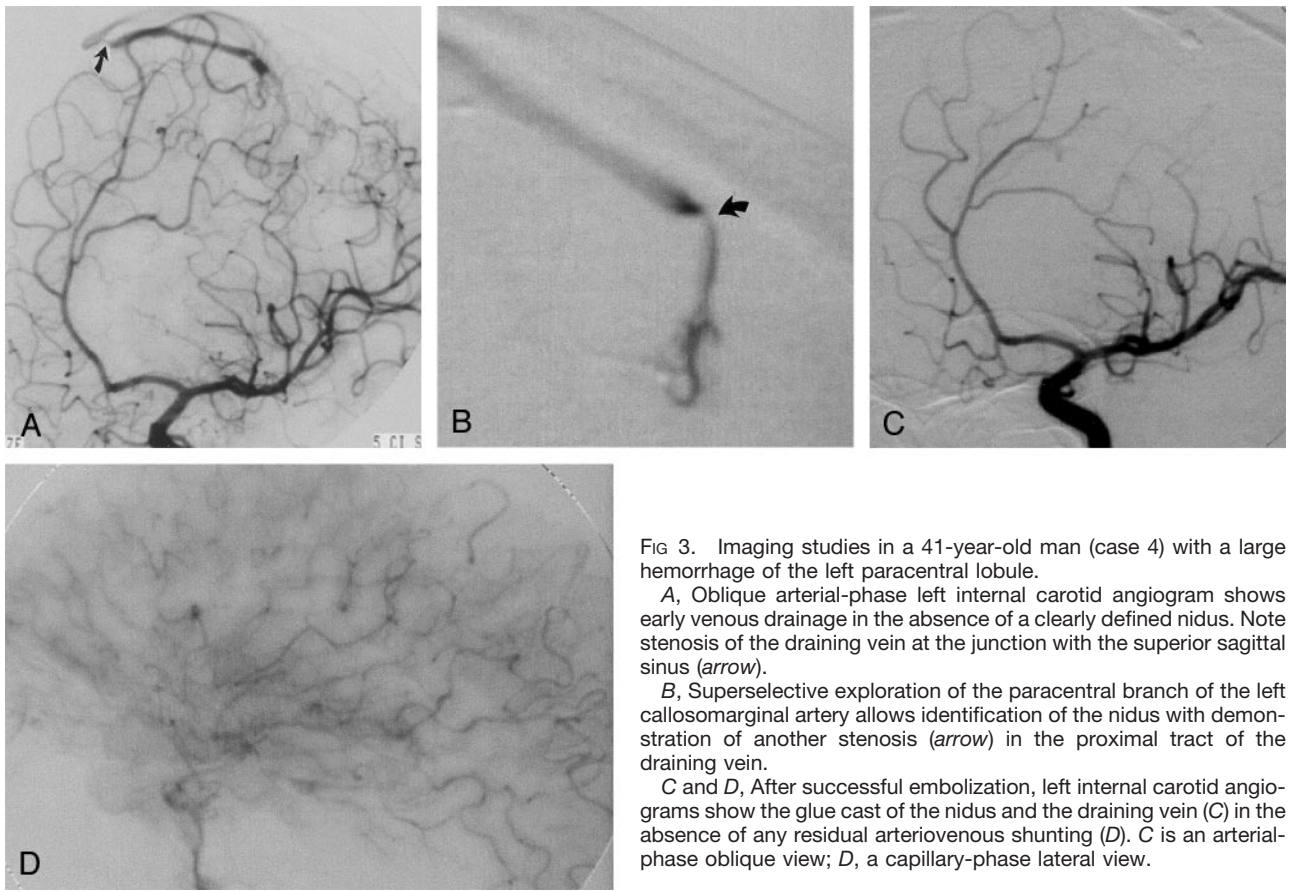 A
7F
5 CI S
B
C
D
FIG 3. Imaging studies in a 41-year-old man (case 4) with a large
hemorrhage of the left paracentral lobule.
A, Oblique arterial-phase left internal carotid angiogram shows
early venous drainage in the absence of a clearly defined nidus. Note
stenosis of the draining vein at the junction with the superior sagittal
sinus (arrow).
B, Superselective exploration of the paracentral branch of the left
callosomarginal artery allows identification of the nidus with demon-
stration of another stenosis (arrow) in the proximal tract of the
draining vein.
C and D, After successful embolization, left internal carotid angio-
grams show the glue cast of the nidus and the draining vein (C) in the
absence of any residual arteriovenous shunting (D). C is an arterial-
phase oblique view; D, a capillary-phase lateral view.